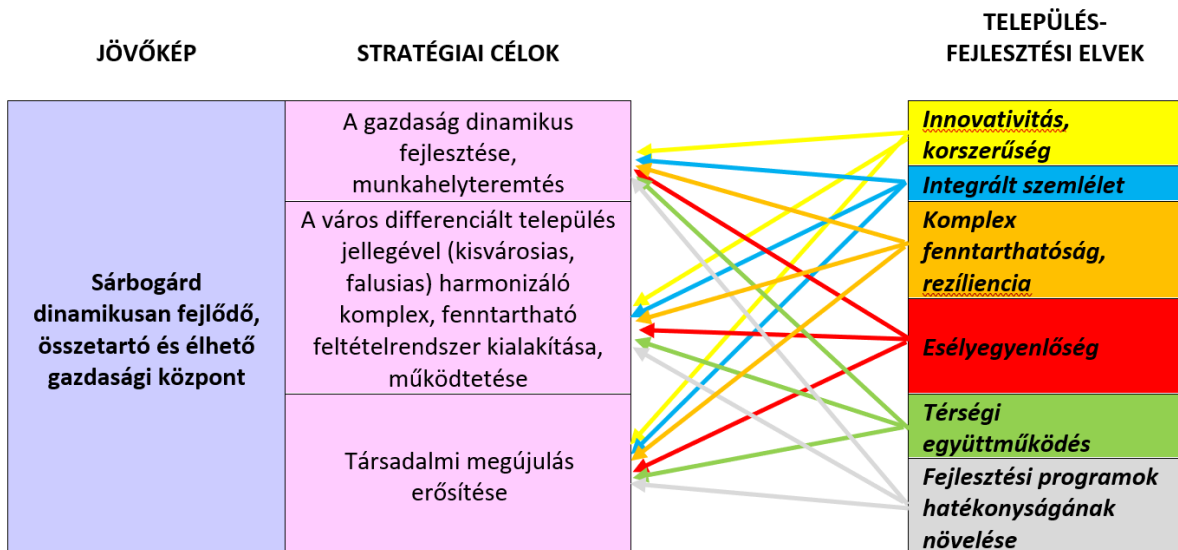 JÖVŐKÉP
STRATÉGIAI CÉLOK
TELEPÜLÉS-
FEJLESZTÉSI ELVEK
Sárbogárd
dinamikusan fejlődő,
összetartó és élhető
gazdasági központ
A gazdaság dinamikus
fejlesztése,
munkahelyteremtés
A város differenciált település
jellegével (kisvárosias,
falusias) harmonizáló
komplex, fenntartható
feltételrendszer kialakítása,
működtetése
Társadalmi megújulás
erősítése
Innovativitás,
korszerűség
Integrált szemlélet
Komplex
fenntarthatóság,
rezíliencia
Esélyegyenlőség
Térségi
együttműködés
Fejlesztési programok
hatékonyságának
növelése